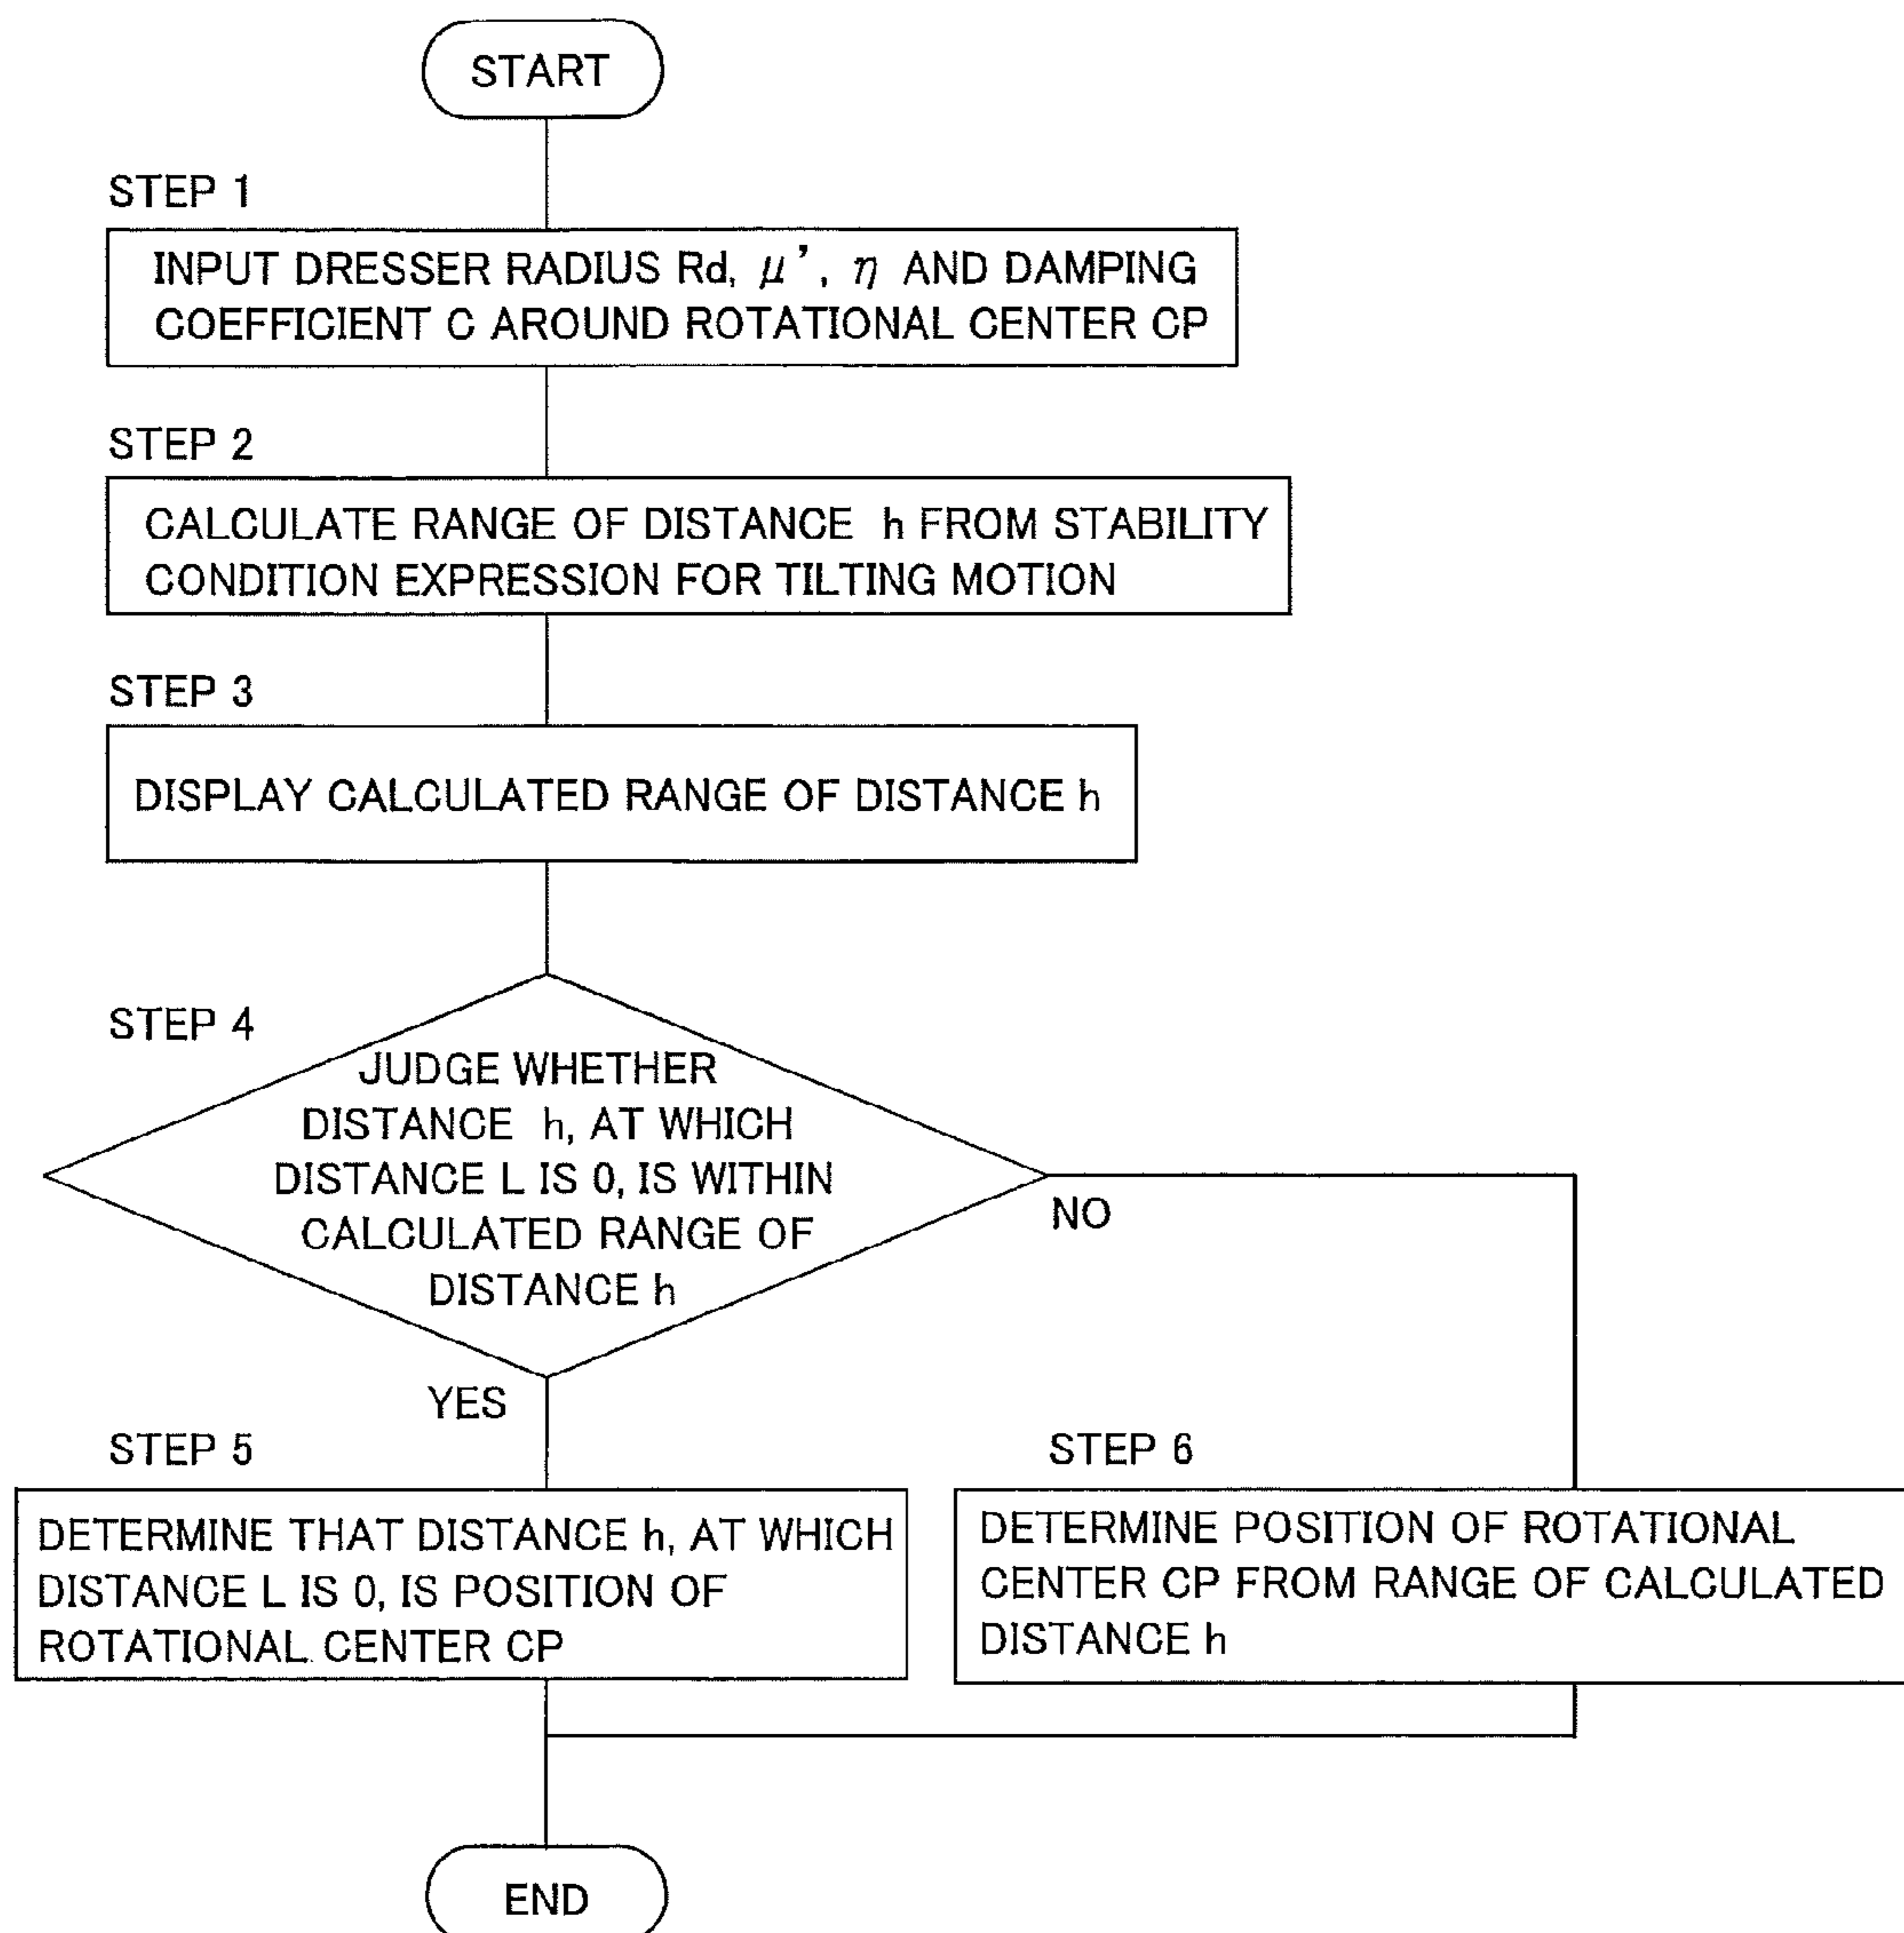 START
STEP 1
INPUT DRESSER RADIUS Rd, μ', η AND DAMPING
COEFFICIENT C AROUND ROTATIONAL CENTER CP
STEP 2
CALCULATE RANGE OF DISTANCE h FROM STABILITY
CONDITION EXPRESSION FOR TILTING MOTION
STEP 3
DISPLAY CALCULATED RANGE OF DISTANCE h
STEP 4
JUDGE WHETHER
DISTANCE h, AT WHICH
DISTANCE L IS 0, IS WITHIN
CALCULATED RANGE OF
DISTANCE h
NO
YES
STEP 5
DETERMINE THAT DISTANCE h, AT WHICH
DISTANCE L IS 0, IS POSITION OF
ROTATIONAL CENTER CP
STEP 6
DETERMINE POSITION OF ROTATIONAL
CENTER CP FROM RANGE OF CALCULATED
DISTANCE h
END